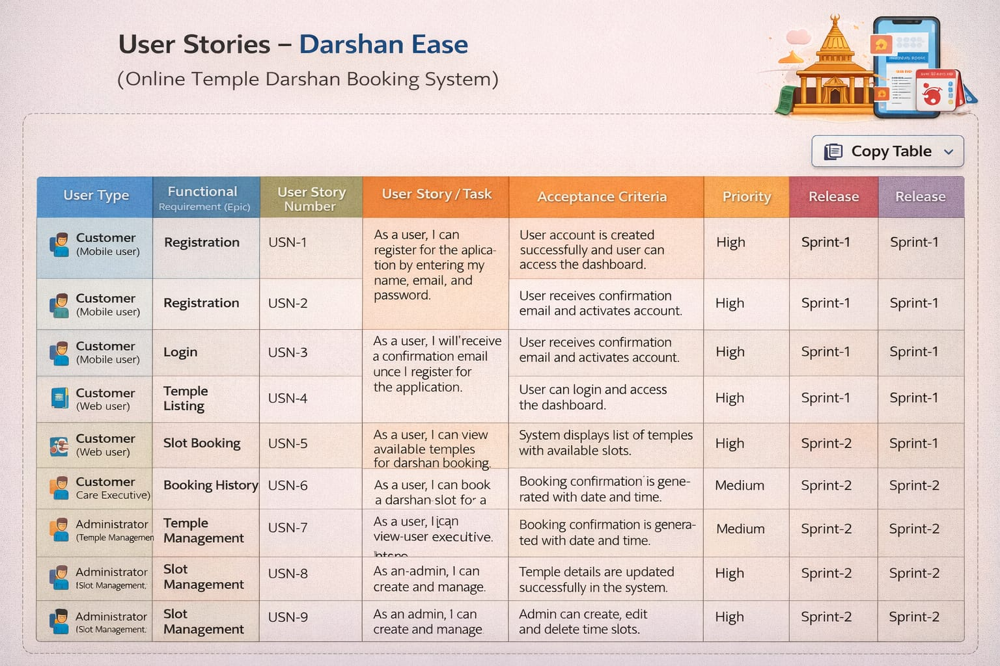 User Stories – Darshan Ease
(Online Temple Darshan Booking System)
Copy Table
User Type
Functional
Requirement (Epic)
User Story
Number
User Story / Task
Acceptance Criteria
Priority
Release
Release
Customer
(Mobile user)
Registration
USN-1
As a user, I can
register for the aplica-
tion by entering my
name, email, and
password.
User account is created
successfully and user can
access the dashboard.
High
Sprint-1
Sprint-1
Customer
(Mobile user)
Registration
USN-2
User receives confirmation
email and activates account.
High
Sprint-1
Sprint-1
Customer
(Mobile user)
Login
USN-3
As a user, I will'receive
a confirmation email
unce I register for
the application.
User receives confirmation
email and activates account.
High
Sprint-1
Sprint-1
Customer
(Web user)
Temple
Listing
USN-4
User can login and access
the dashboard.
High
Sprint-1
Sprint-1
Customer
(Web user)
Slot Booking
USN-5
As a user, I can view
available temples
for darshan booking.
System displays list of temples
with available slots.
High
Sprint-2
Sprint-1
Customer
Care Executive)
Booking History
USN-6
As a user, I can book
a darshan-slot for a
Booking confirmation is gene-
rated with date and time.
Medium
Sprint-2
Sprint-2
Administrator
(Temple Managemen
Temple
Management
USN-7
As a user, I can
view-user executive.
Booking confirmation is genera-
ted with date and time.
Medium
Sprint-2
Sprint-2
Administrator
(Slot Management,
Slot
Management
USN-8
As an-admin, I can
create and manage.
Temple details are updated
successfully in the system.
High
Sprint-2
Sprint-2
Administrator
(Slot Management,
Slot
Management
USN-9
As an admin, I can
create and manage
Admin can create, edit
and delete time slots.
High
Sprint-2
Sprint-2